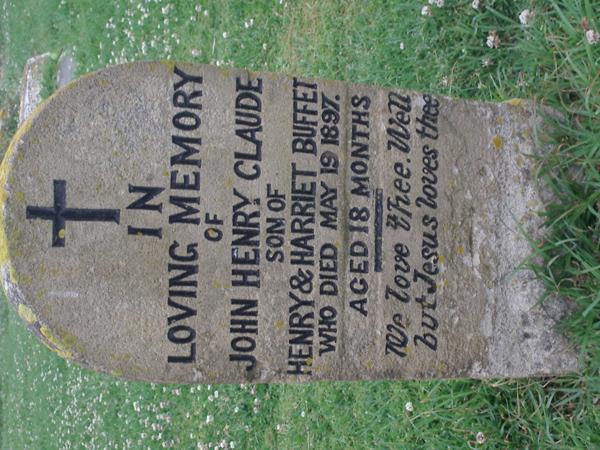 IN
LOVING MEMORY
OF
JOHN HENRY CLAUDE
SON OF
HENRY & HARRIET BUFFET
WHO DIED MAY 19 1897.
AGED 18 MONTHS
We love thee. Well
but Jesus loves thee